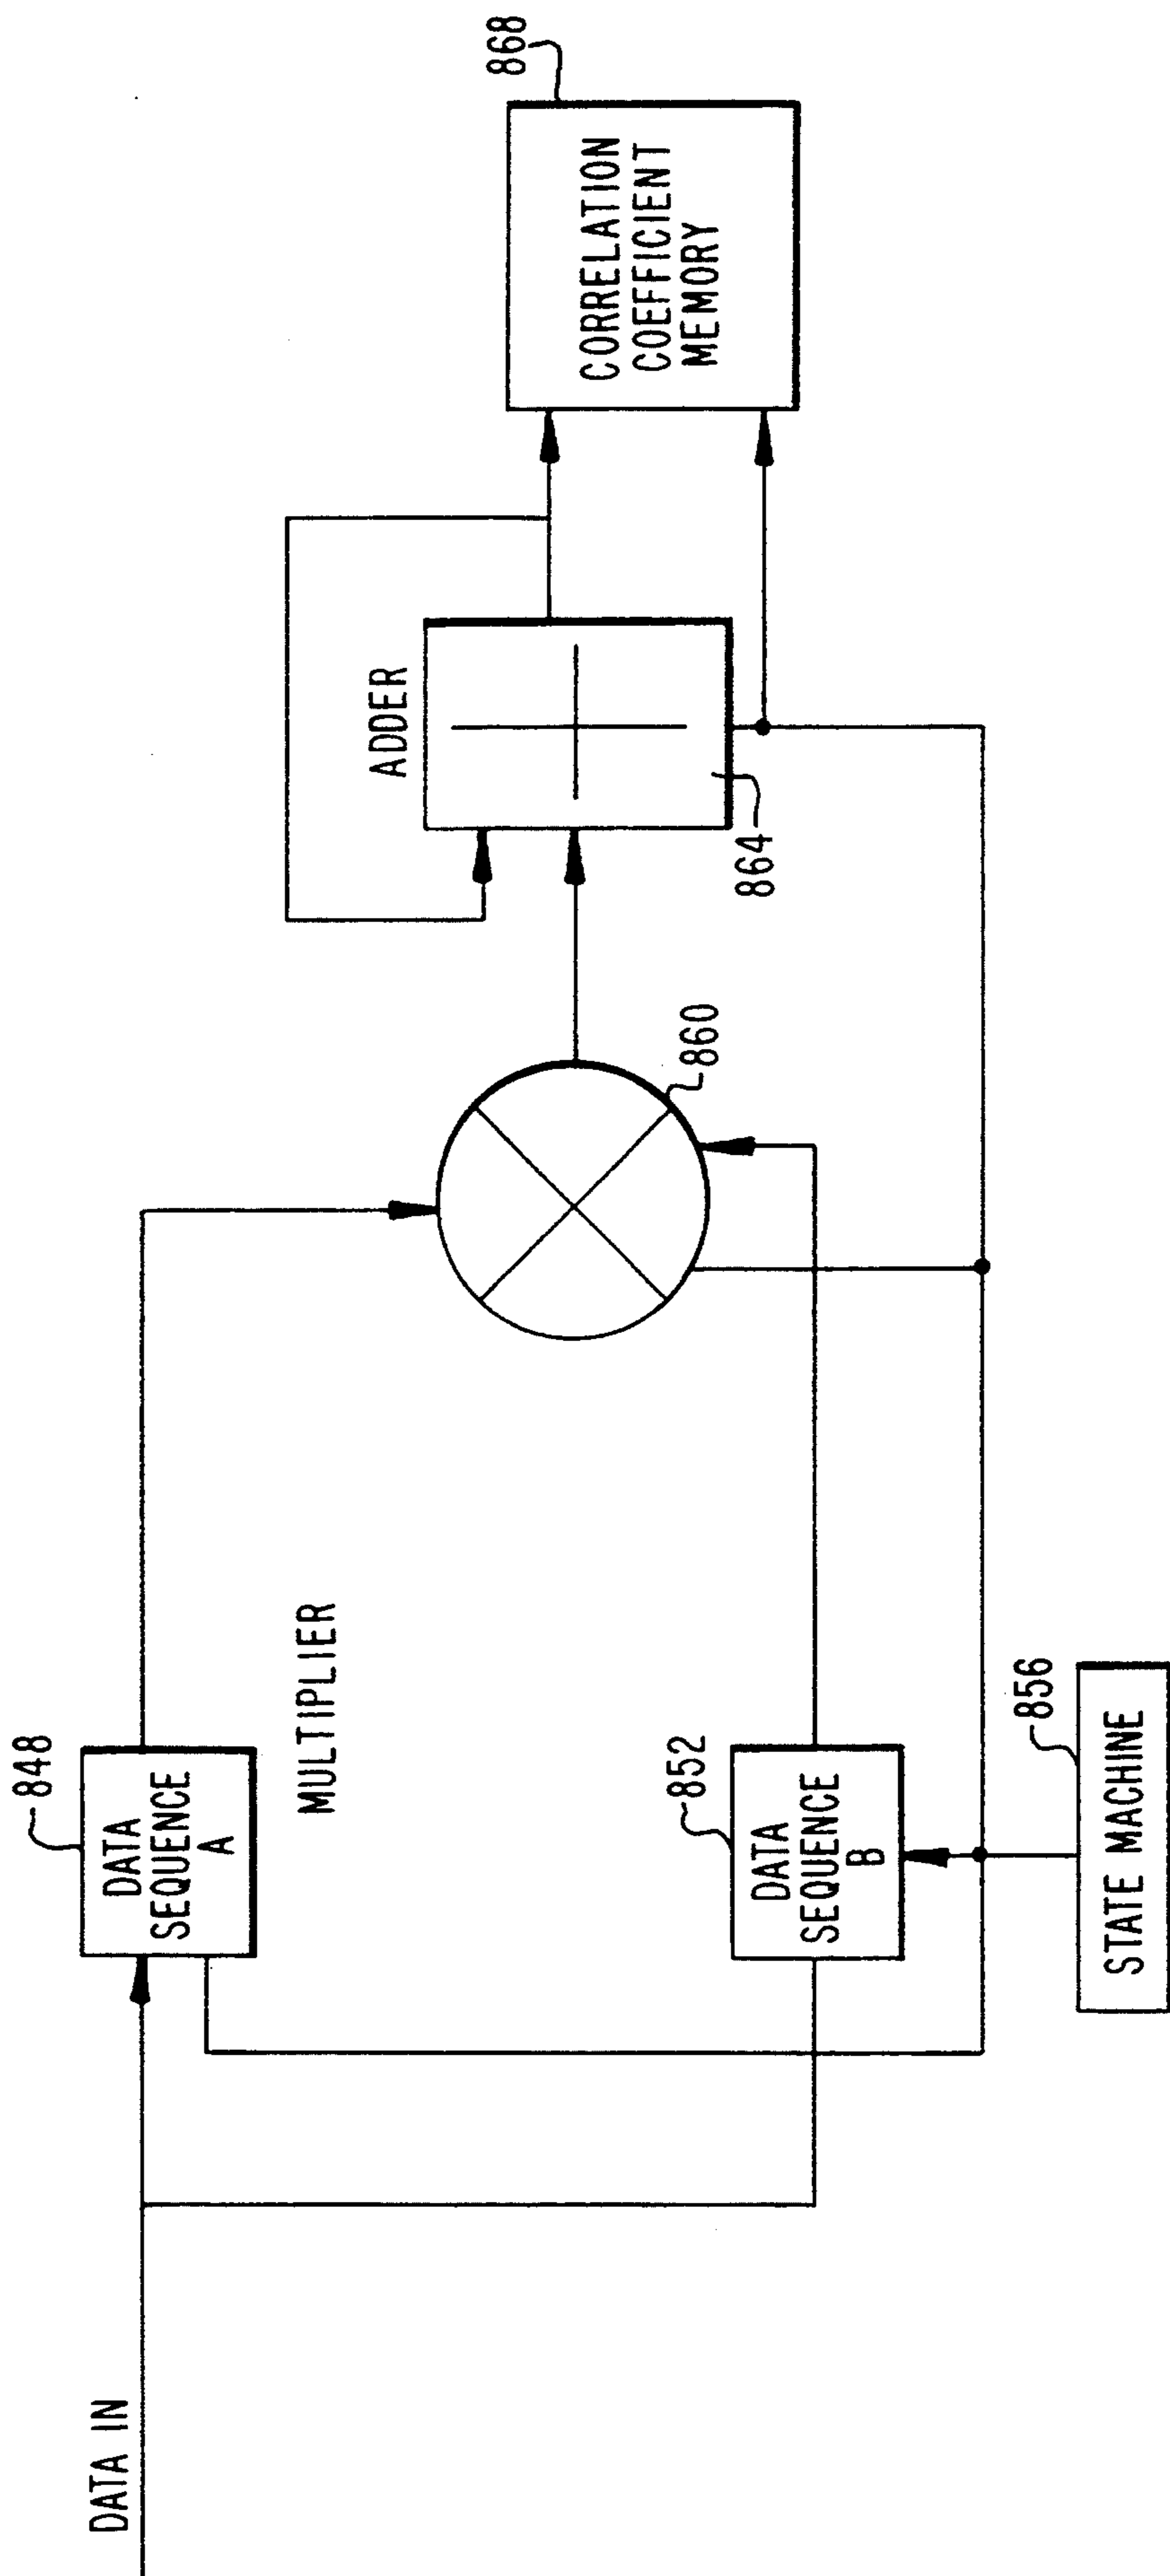 DATA IN
848
DATA
SEQUENCE
A
MULTIPLIER
852
DATA
SEQUENCE
B
856
STATE MACHINE
860
ADDER
864
868
CORRELATION
COEFFICIENT
MEMORY